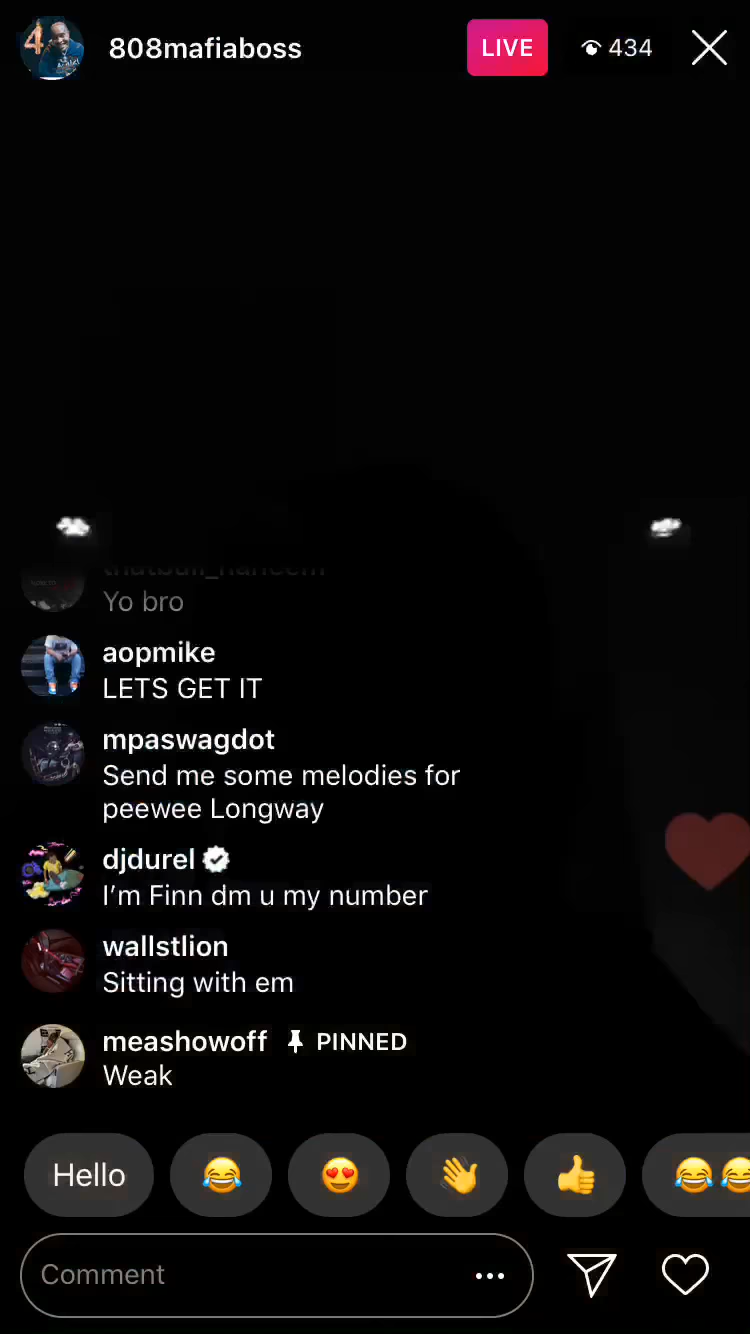 808mafiaboss
LIVE
434
Yo bro
aopmike
LETS GET IT
mpaswagdot
Send me some melodies for
peewee Longway
djdurel
I'm Finn dm u my number
wallstlion
Sitting with em
meashowoff PINNED
Weak
Hello
Comment